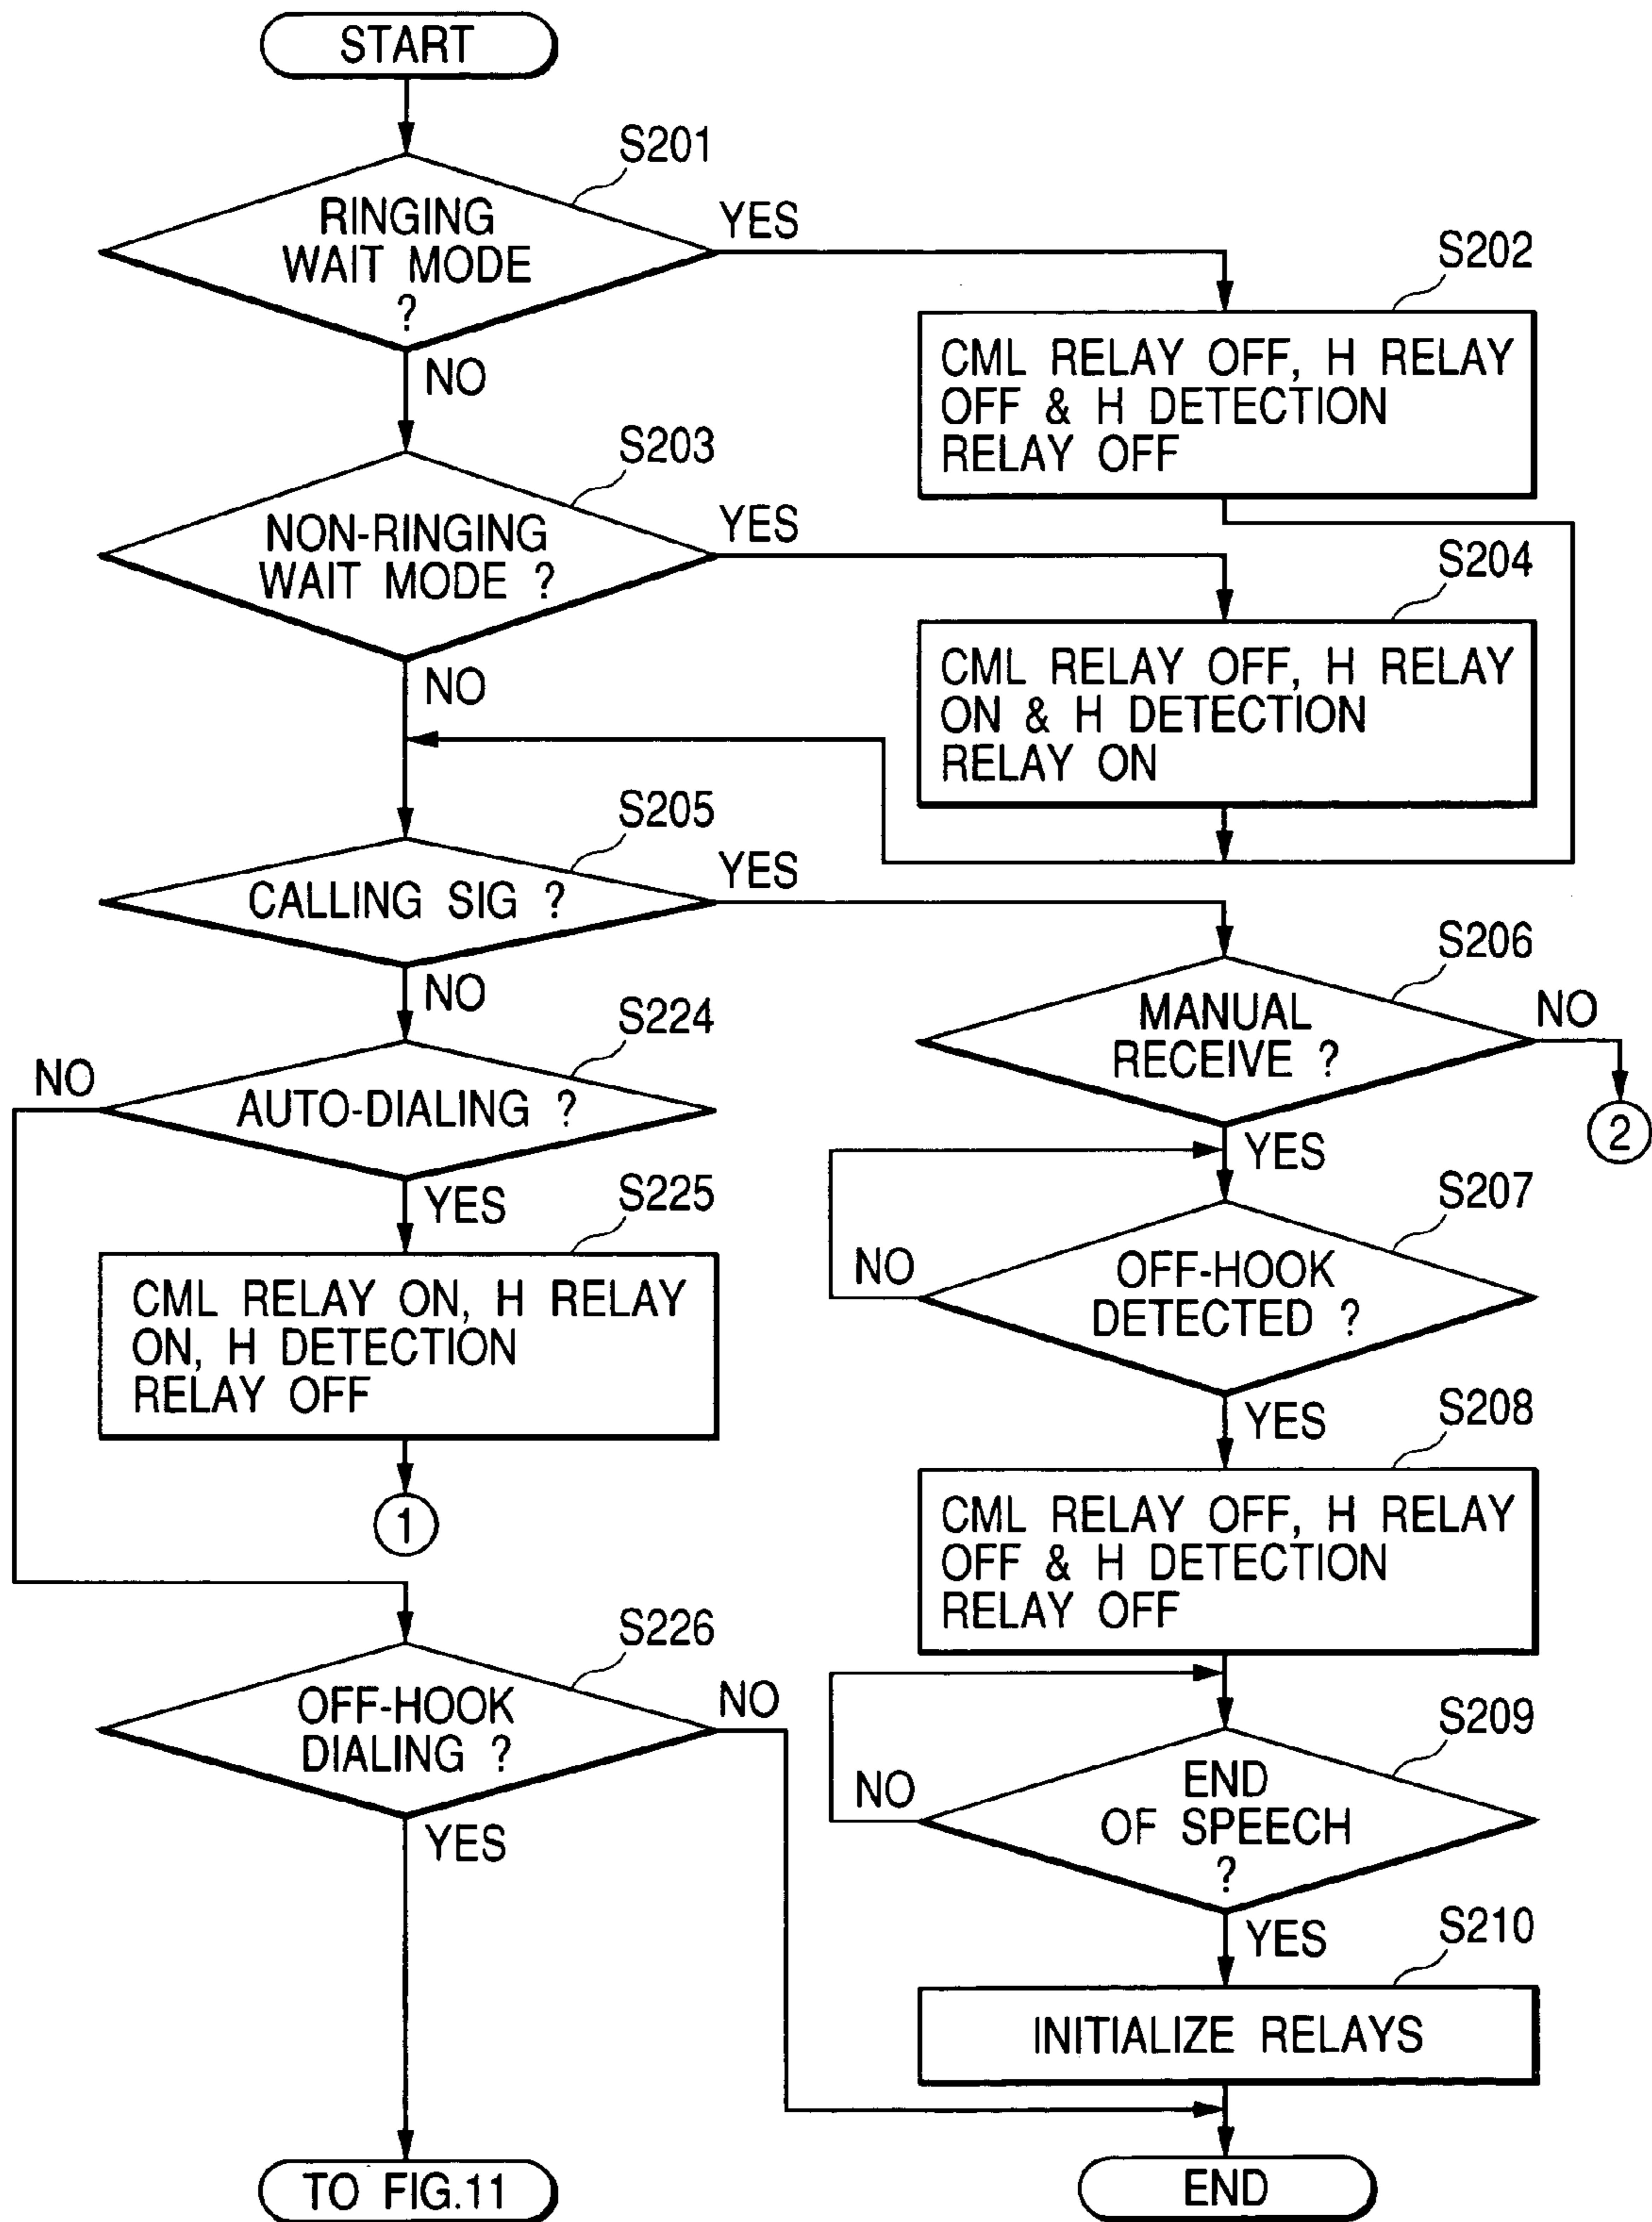 START
S201
RINGING
WAIT MODE
?
YES
NO
S202
CML RELAY OFF, H RELAY
OFF & H DETECTION
RELAY OFF
S203
NON-RINGING
WAIT MODE ?
YES
NO
S204
CML RELAY OFF, H RELAY
ON & H DETECTION
RELAY ON
S205
CALLING SIG ?
YES
NO
S206
MANUAL
RECEIVE ?
NO
2
YES
S224
AUTO-DIALING ?
NO
YES
S225
CML RELAY ON, H RELAY
ON, H DETECTION
RELAY OFF
1
S207
OFF-HOOK
DETECTED ?
NO
YES
S208
CML RELAY OFF, H RELAY
OFF & H DETECTION
RELAY OFF
S226
OFF-HOOK
DIALING ?
NO
YES
S209
END
OF SPEECH
?
NO
YES
S210
INITIALIZE RELAYS
TO FIG.11
END